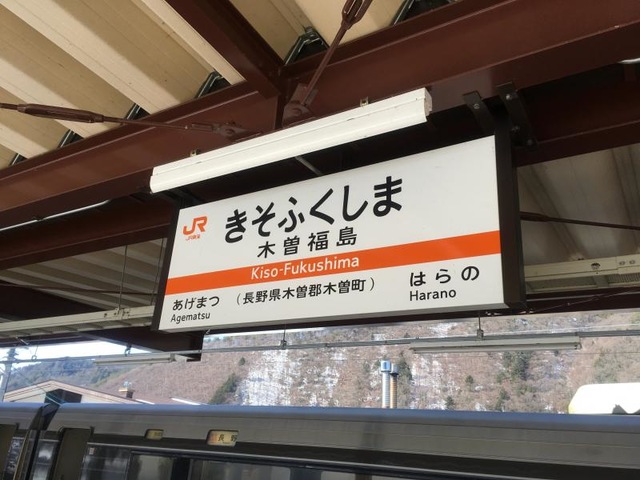 JR
JR東海
きそふくしま
木曽福島
Kiso-Fukushima
あげまつ
Agematsu
（長野県木曽郡木曽町）
はらの
Harano